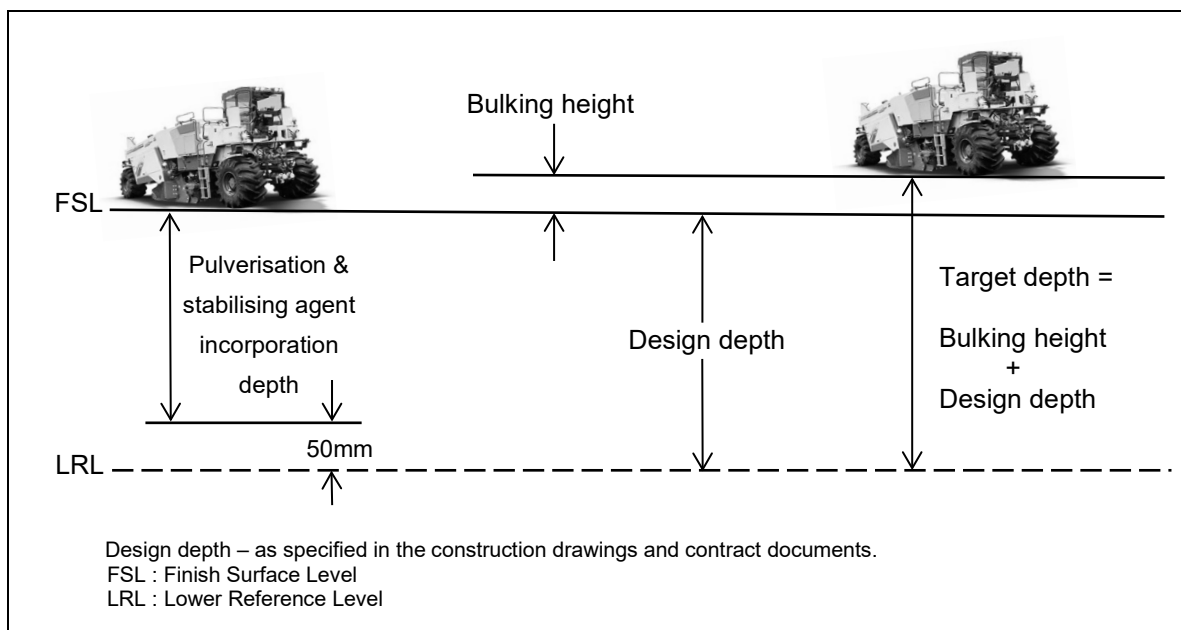 Bulking height
FSL
Pulverisation &
stabilising agent
incorporation
depth
50mm
LRL
Design depth
Target depth =
Bulking height
+
Design depth
Design depth – as specified in the construction drawings and contract documents.
FSL : Finish Surface Level
LRL : Lower Reference Level